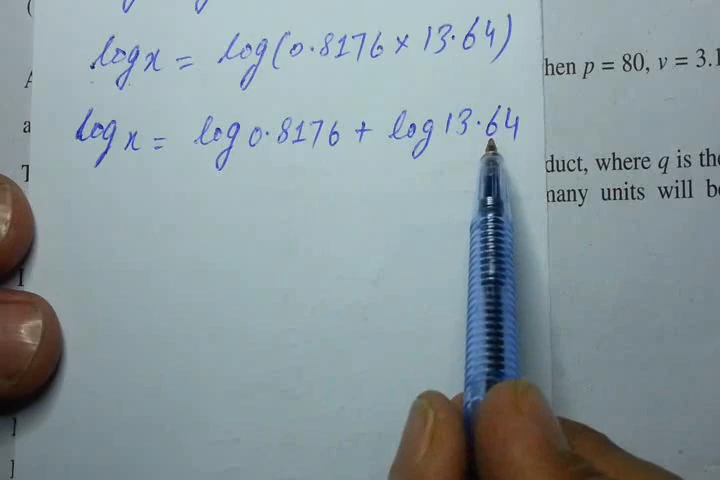 log x = log(0.8176 × 13.64)
hen p = 80, v = 3.1
log x = log 0.8176 + log 13.64
duct, where q is the
many units will be